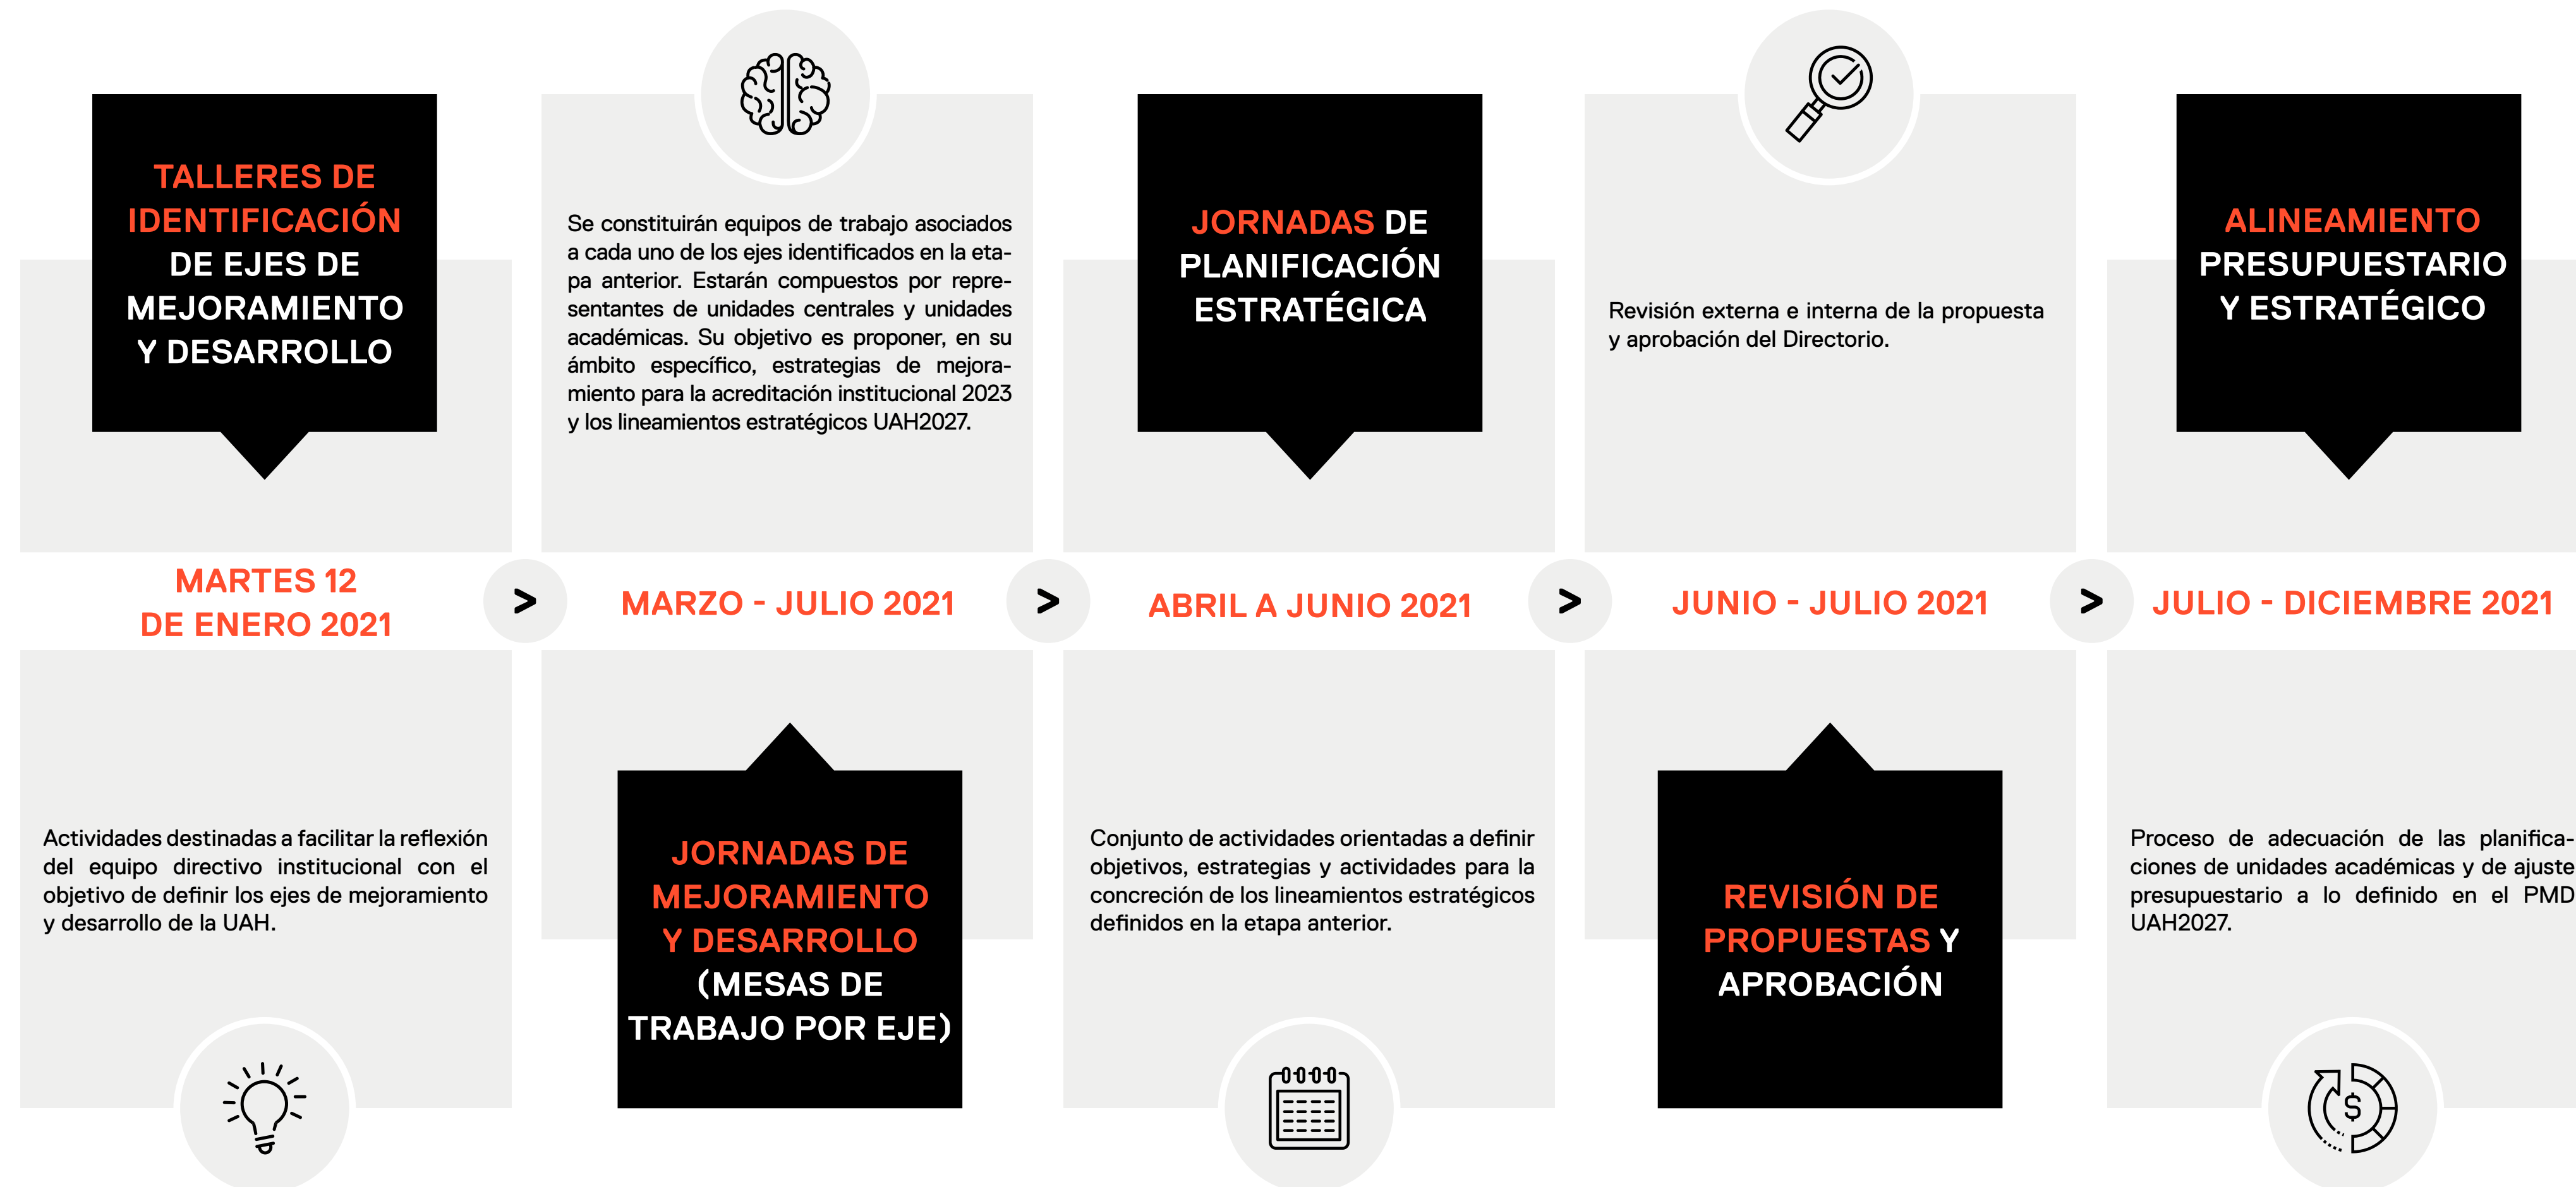 TALLERES DE
IDENTIFICACIÓN
DE EJES DE
MEJORAMIENTO
Y DESARROLLO
MARTES 12
DE ENERO 2021
Actividades destinadas a facilitar la reflexión
del equipo directivo institucional con el
objetivo de definir los ejes de mejoramiento
y desarrollo de la UAH.
>
Se constituirán equipos de trabajo asociados
a cada uno de los ejes identificados en la eta-
pa anterior. Estarán compuestos por repre-
sentantes de unidades centrales y unidades
académicas. Su objetivo es proponer, en su
ámbito específico, estrategias de mejora-
miento para la acreditación institucional 2023
y los lineamientos estratégicos UAH2027.
MARZO - JULIO 2021
JORNADAS DE
MEJORAMIENTO
Y DESARROLLO
(MESAS DE
TRABAJO POR EJE)
>
JORNADAS DE
PLANIFICACIÓN
ESTRATÉGICA
ABRIL A JUNIO 2021
Conjunto de actividades orientadas a definir
objetivos, estrategias y actividades para la
concreción de los lineamientos estratégicos
definidos en la etapa anterior.
>
Revisión externa e interna de la propuesta
y aprobación del Directorio.
JUNIO - JULIO 2021
REVISIÓN DE
PROPUESTAS Y
APROBACIÓN
>
ALINEAMIENTO
PRESUPUESTARIO
Y ESTRATÉGICO
JULIO - DICIEMBRE 2021
Proceso de adecuación de las planifica-
ciones de unidades académicas y de ajuste
presupuestario a lo definido en el PMD
UAH2027.
$